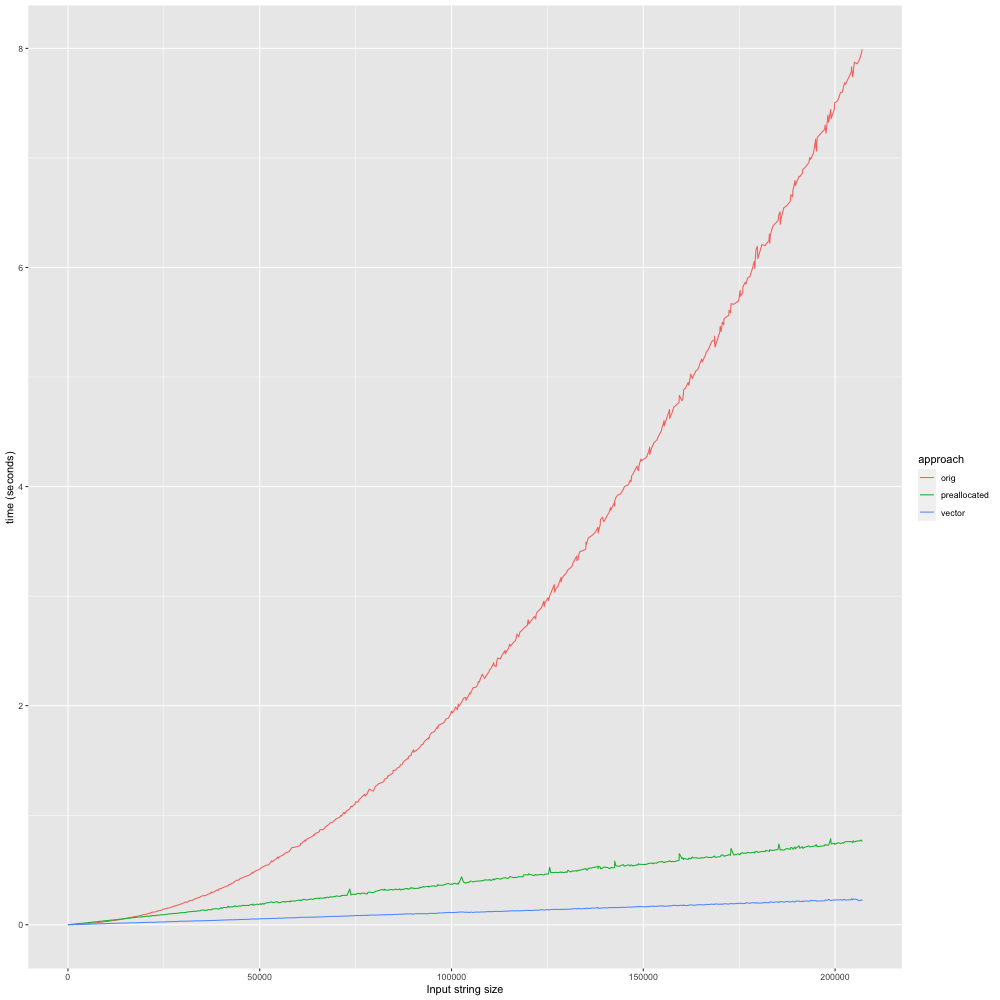 8
6
4
2
0
time (seconds)
0
50000
100000
150000
200000
Input string size
approach
orig
preallocated
vector